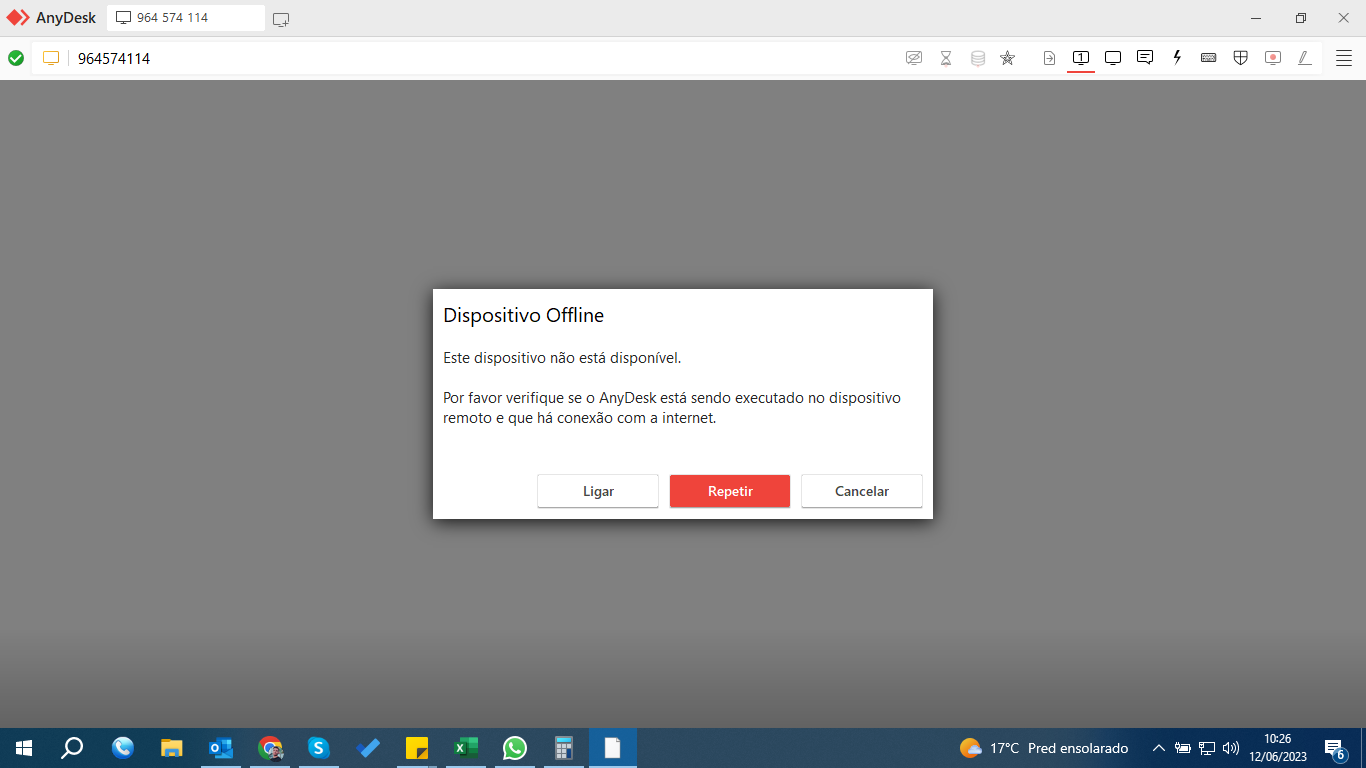 AnyDesk
964 574 114
964574114
1
Dispositivo Offline
Este dispositivo não está disponível.
Por favor verifique se o AnyDesk está sendo executado no dispositivo
remoto e que há conexão com a internet.
Ligar
Repetir
Cancelar
17°C Pred ensolarado
10:26
12/06/2023
6